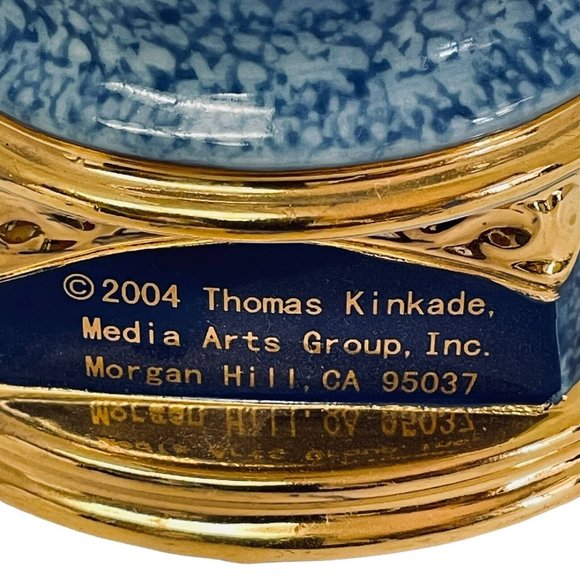 © 2004 Thomas Kinkade,
Media Arts Group, Inc.
Morgan Hill, CA 95037